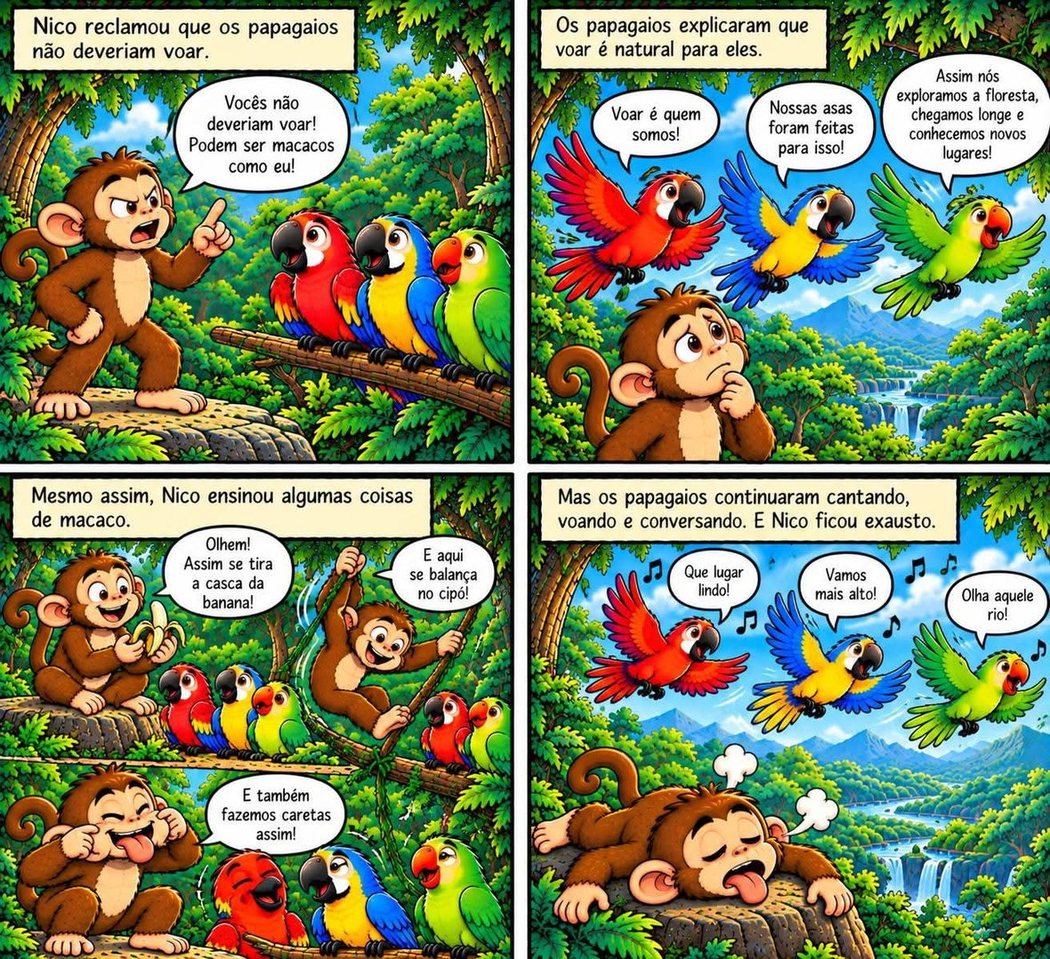 Nico reclamou que os papagaios
não deveriam voar.
Vocês não
deveriam voar!
Podem ser macacos
como eu!
Os papagaios explicaram que
voar é natural para eles.
Voar é quem
somos!
Nossas asas
foram feitas
para isso!
Assim nós
exploramos a floresta,
chegamos longe e
conhecemos novos
lugares!
Mesmo assim, Nico ensinou algumas coisas
de macaco.
Olhem!
Assim se tira
a casca da
banana!
E aqui
se balança
no cipó!
E também
fazemos caretas
assim!
Mas os papagaios continuaram cantando,
voando e conversando. E Nico ficou exausto.
Que lugar
lindo!
Vamos
mais alto!
Olha aquele
rio!